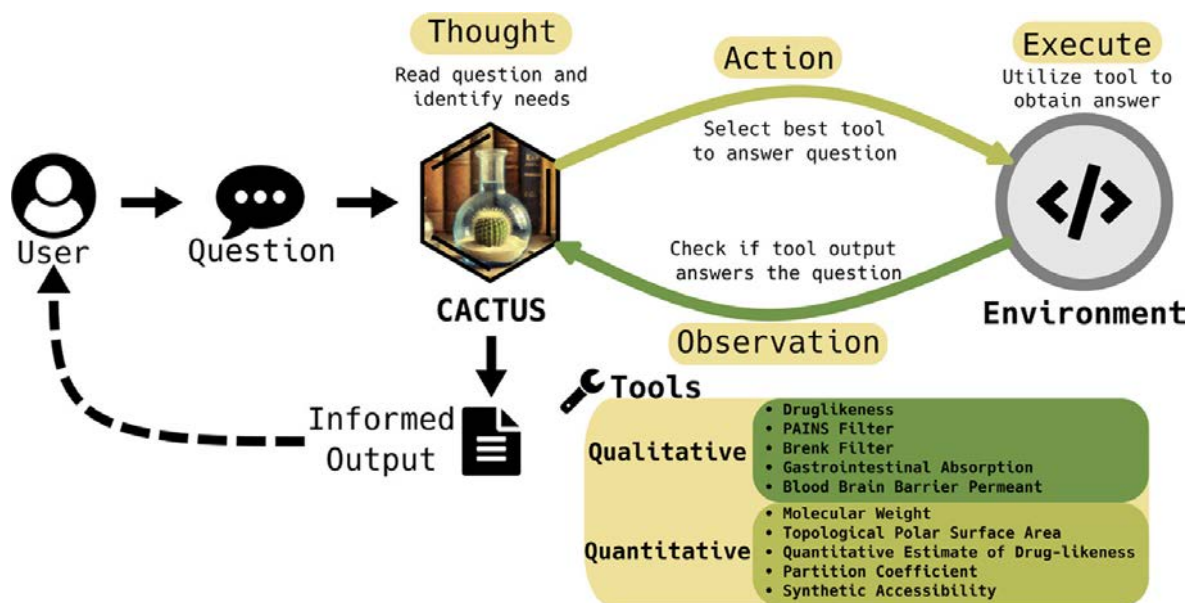 Thought
Read question and
identify needs
Action
Select best tool
to answer question
Execute
Utilize tool to
obtain answer
User
Question
CACTUS
Check if tool output
answers the question
Observation
Environment
Informed
Output
Tools
Qualitative
• Druglikeness
• PAINS Filter
• Brenk Filter
• Gastrointestinal Absorption
• Blood Brain Barrier Permeant
Quantitative
• Molecular Weight
• Topological Polar Surface Area
• Quantitative Estimate of Drug-likeness
• Partition Coefficient
• Synthetic Accessibility